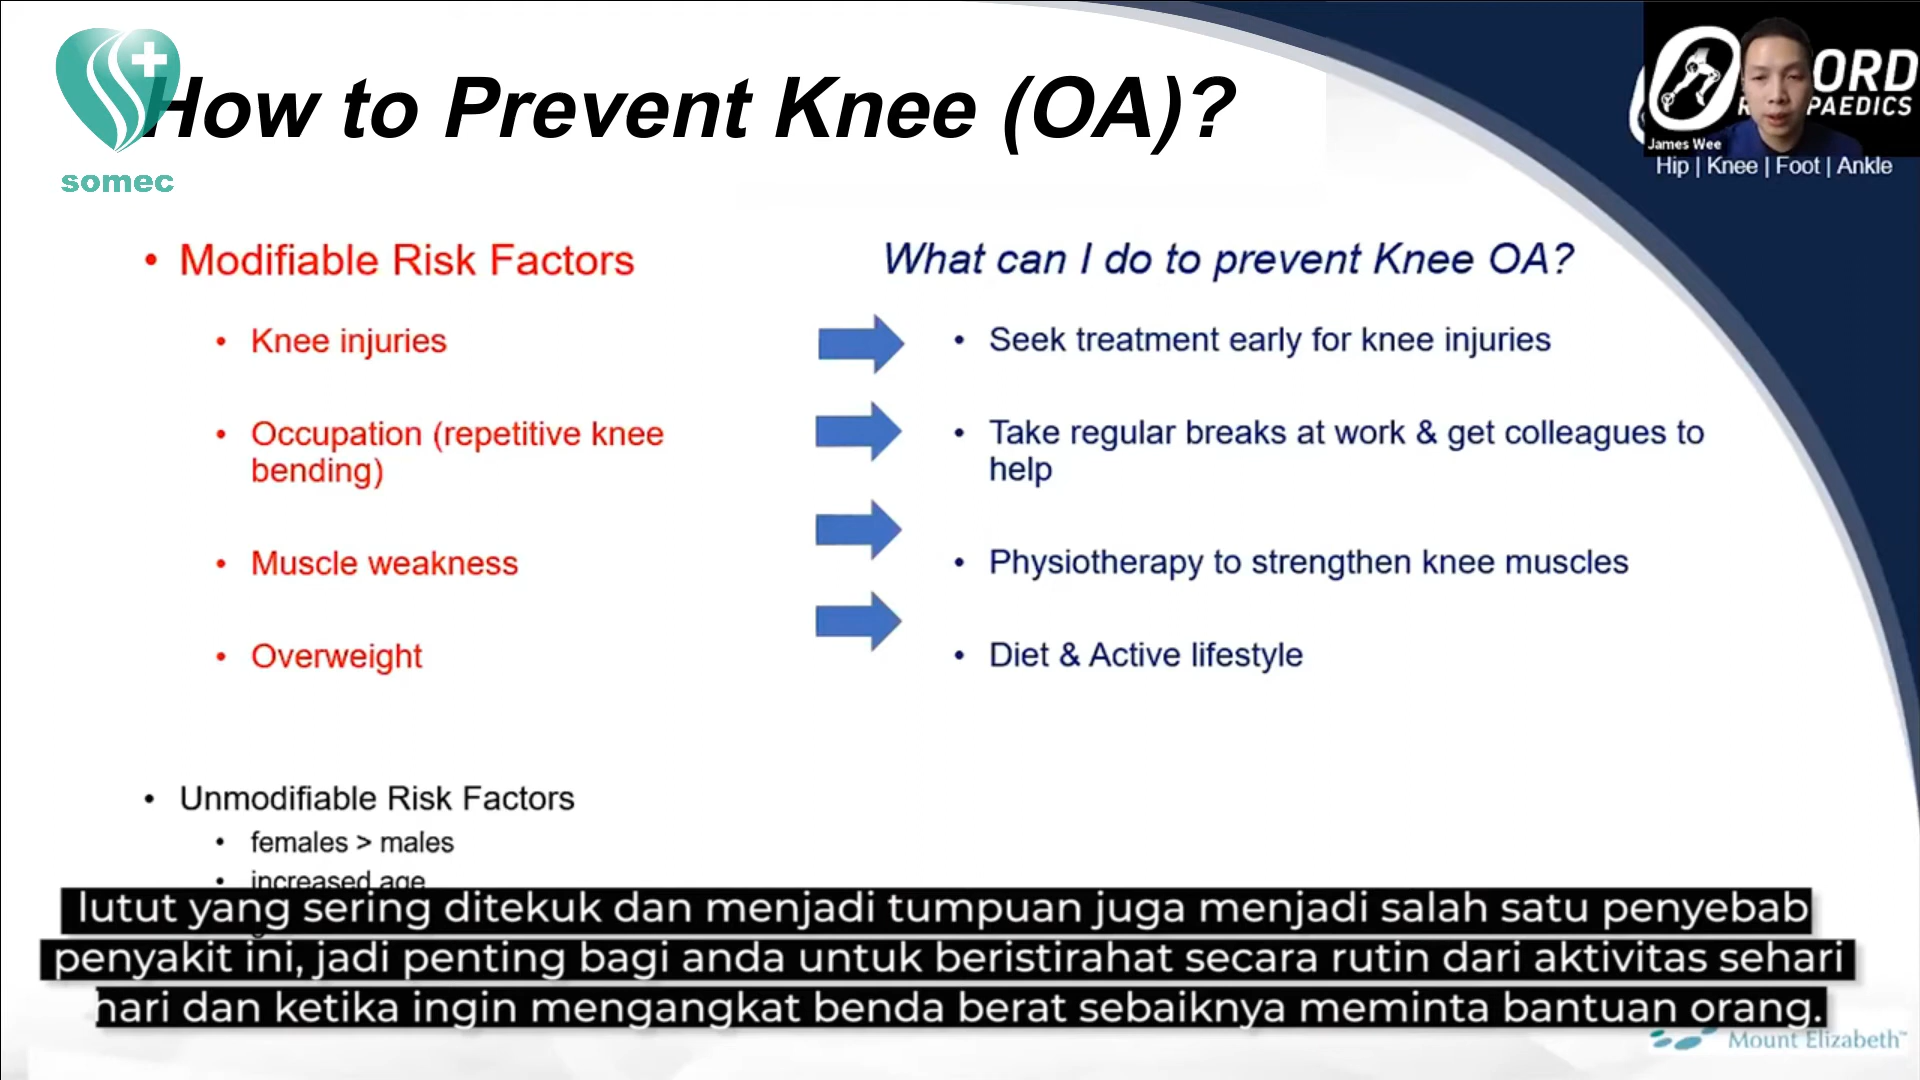 How to Prevent Knee (OA)?
somec
ORD
PAEDICS
James Wee
Hip | Knee | Foot | Ankle
• Modifiable Risk Factors
What can I do to prevent Knee OA?
• Knee injuries
• Seek treatment early for knee injuries
• Occupation (repetitive knee
bending)
• Take regular breaks at work & get colleagues to
help
• Muscle weakness
• Physiotherapy to strengthen knee muscles
• Overweight
• Diet & Active lifestyle
• Unmodifiable Risk Factors
• females > males
• increased age
lutut yang sering ditekuk dan menjadi tumpuan juga menjadi salah satu penyebab
penyakit ini, jadi penting bagi anda untuk beristirahat secara rutin dari aktivitas sehari
hari dan ketika ingin mengangkat benda berat sebaiknya meminta bantuan orang.
Mount Elizabeth™